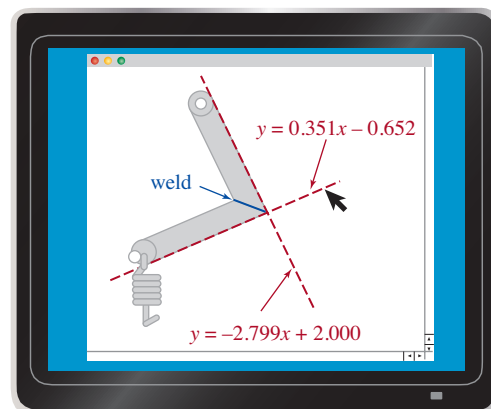 y = 0.351x – 0.652
weld
y = –2.799x + 2.000